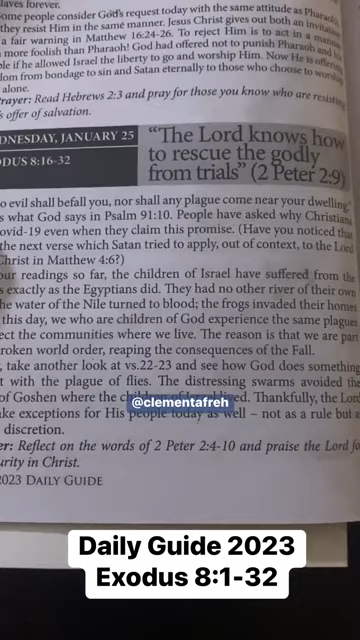 laves forever.
ome people consider God's request today with the same attitude as Pharaoh
they resist Him in the same manner. Jesus Christ gives out both an invitation
a fair warning in Matthew 16:24-26. To reject Him is to act in a manner
more foolish than Pharaoh! God had offered not to punish Pharaoh and his
ple if he allowed Israel the liberty to go and worship Him. Now He is offering
dom from bondage to sin and Satan eternally to those who choose to worship
alone.
rayer: Read Hebrews 2:3 and pray for those you know who are resisting
's offer of salvation.
DNESDAY, JANUARY 25
ODUS 8:16-32
“The Lord knows how
to rescue the godly
from trials” (2 Peter 2:9)
o evil shall befall you, nor shall any plague come near your dwelling”
s what God says in Psalm 91:10. People have asked why Christians
ovid-19 even when they claim this promise. (Have you noticed that
the next verse which Satan tried to apply, out of context, to the Lord
Christ in Matthew 4:6?)
our readings so far, the children of Israel have suffered from the
s exactly as the Egyptians did. They had no other river of their own
he water of the Nile turned to blood; the frogs invaded their homes
this day, we who are children of God experience the same plagues
ect the communities where we live. The reason is that we are part
roken world order, reaping the consequences of the Fall.
, take another look at vs.22-23 and see how God does something
t with the plague of flies. The distressing swarms avoided the
of Goshen where the children of Israel lived. Thankfully, the Lord
ke exceptions for His people today as well – not as a rule but a
discretion.
er: Reflect on the words of 2 Peter 2:4-10 and praise the Lord fo
urity in Christ.
2023 DAILY GUIDE
@clementafreh
Daily Guide 2023
Exodus 8:1-32